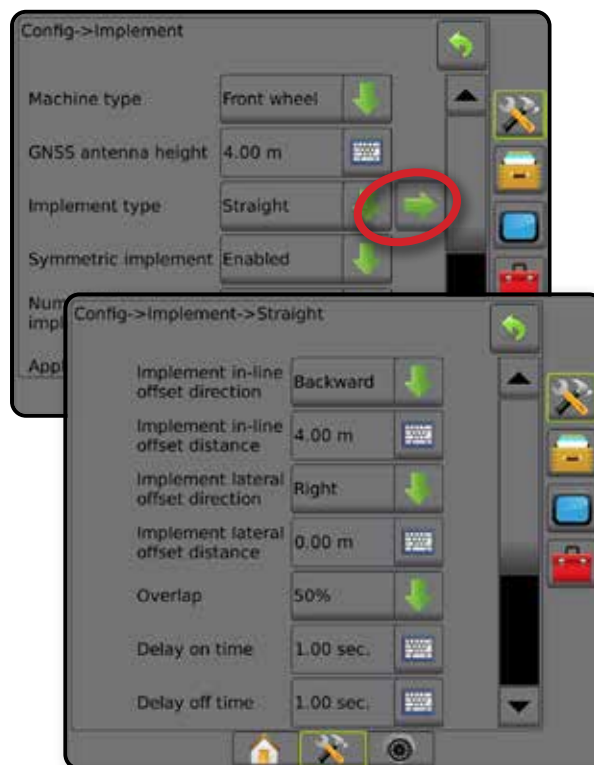 Config->Implement
Machine type Front wheel
GNSS antenna height 4.00 m
Implement type Straight
Symmetric implement Enabled
Num
impl
Appl
Config->Implement->Straight
Implement in-line
offset direction Backward
Implement in-line
offset distance 4.00 m
Implement lateral
offset direction Right
Implement lateral
offset distance 0.00 m
Overlap 50%
Delay on time 1.00 sec.
Delay off time 1.00 sec.